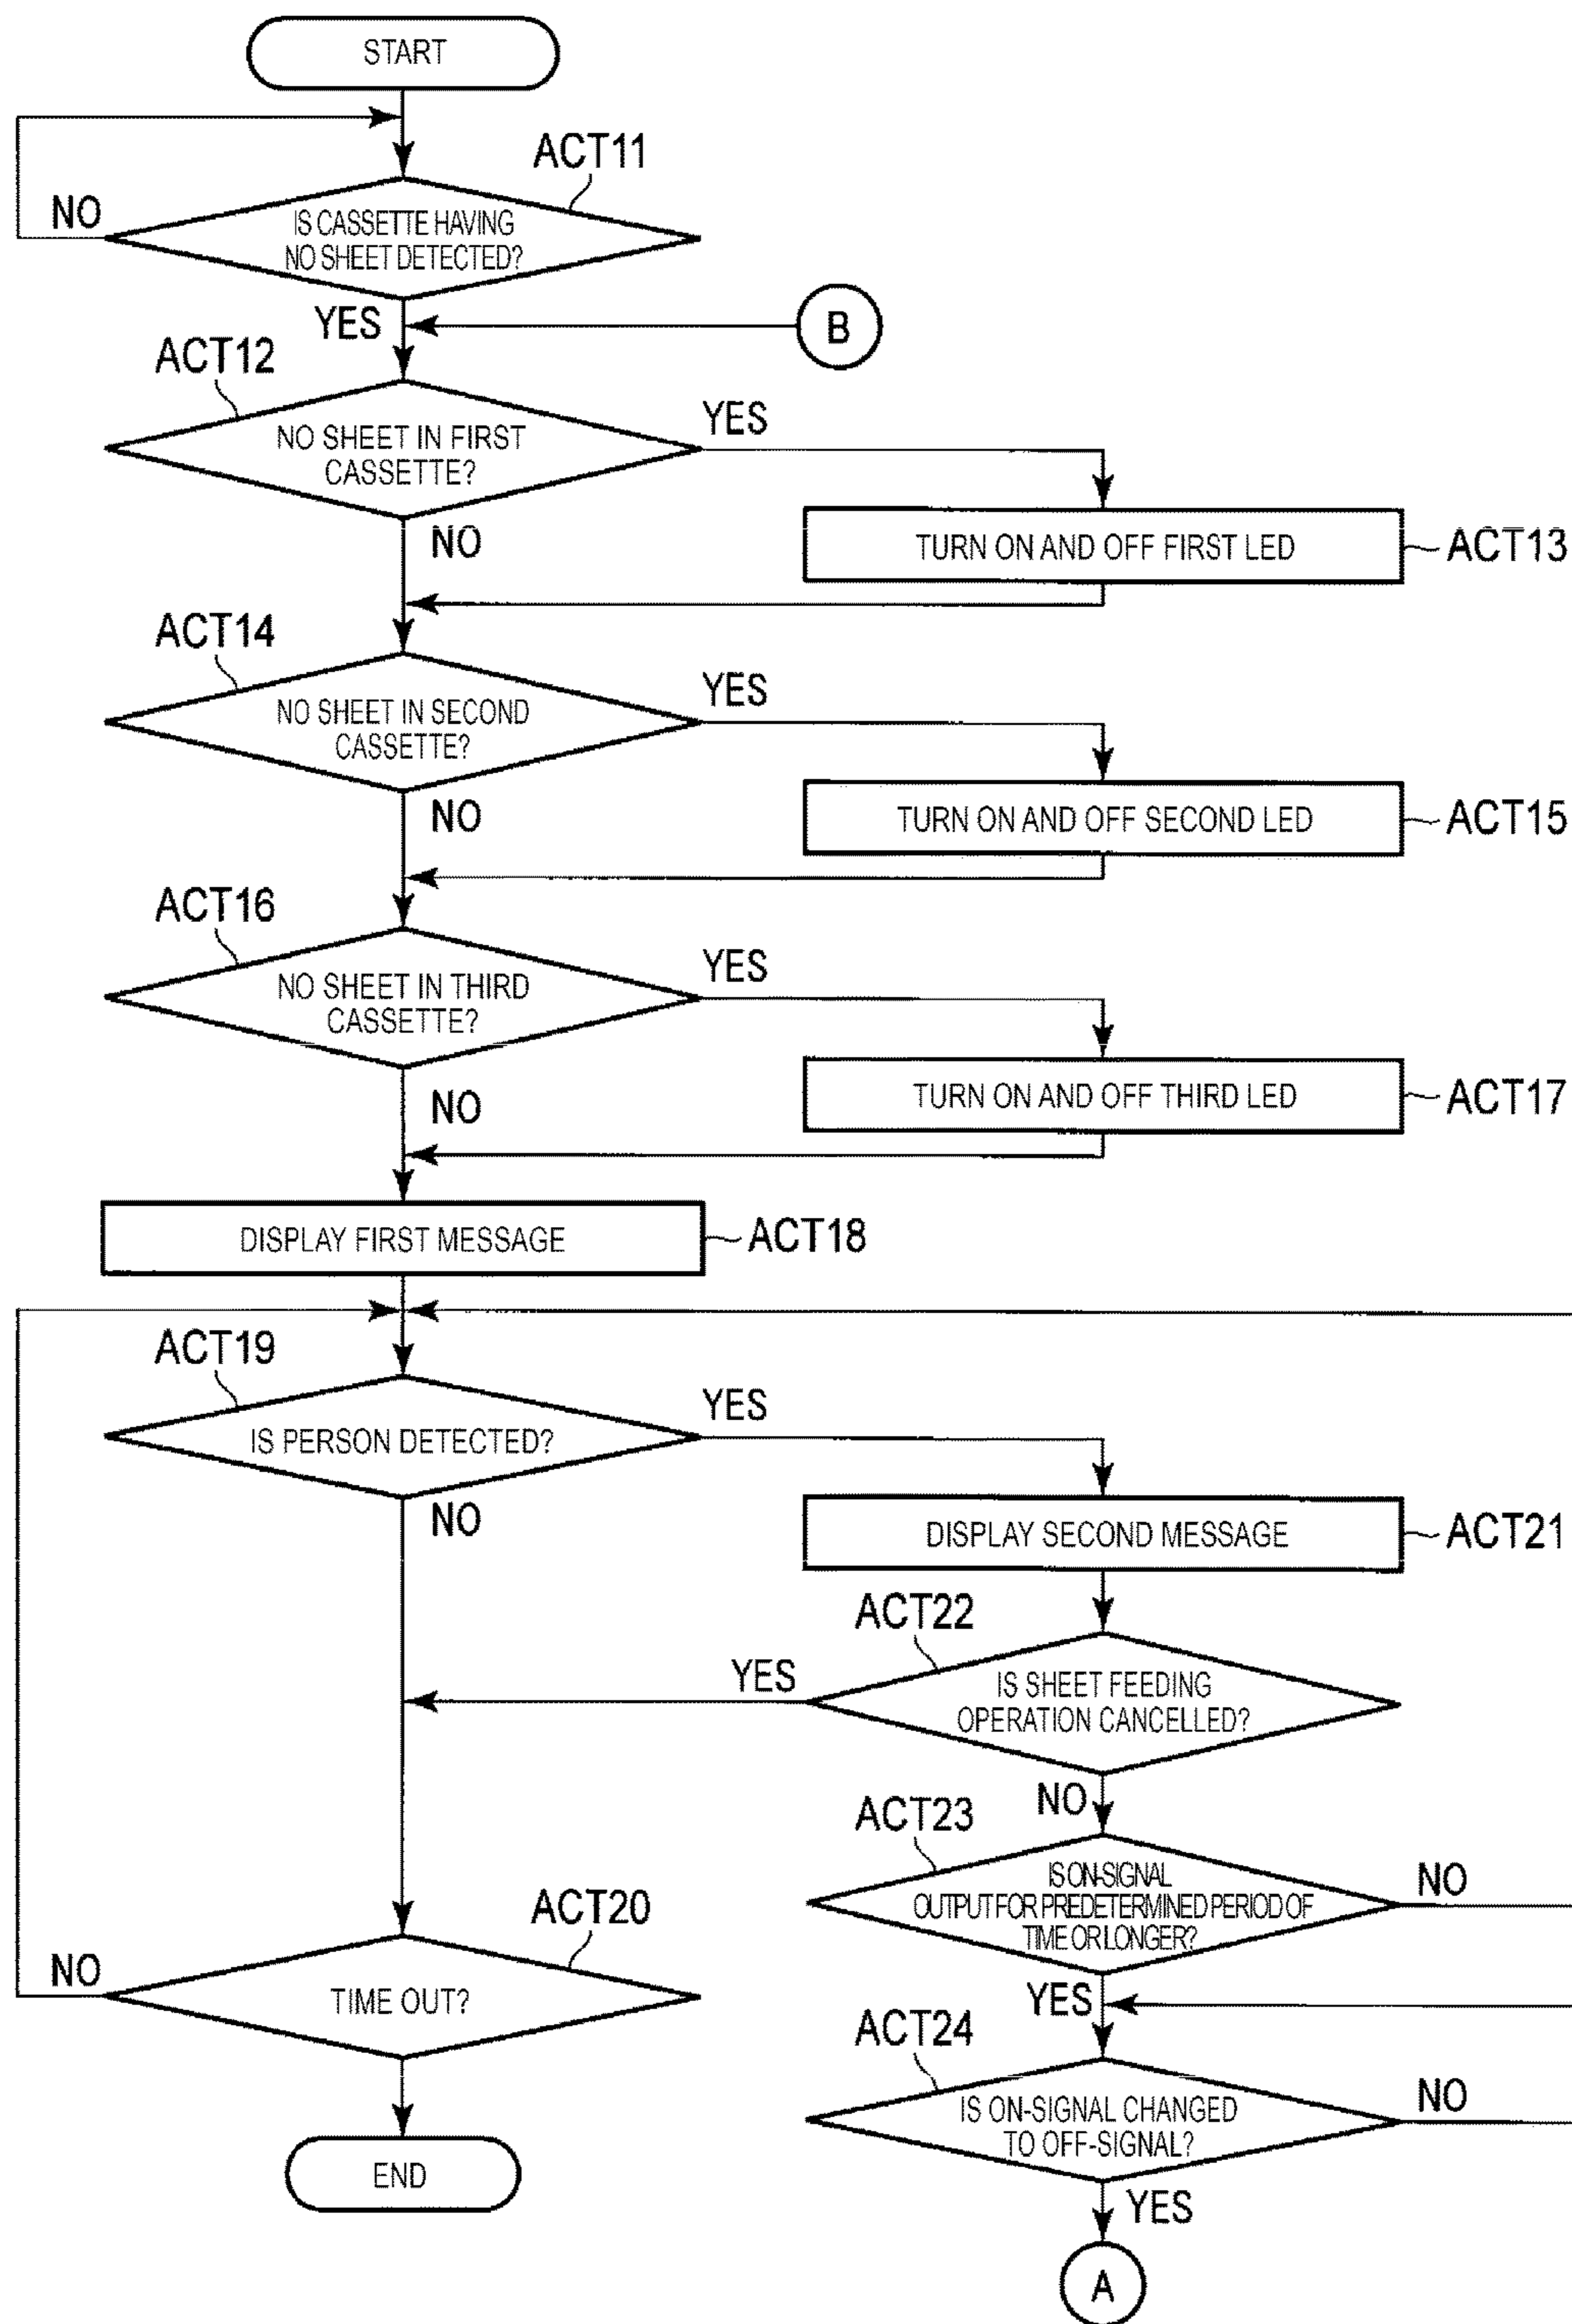 START
ACT11
NO
IS CASSETTE HAVING
NO SHEET DETECTED?
YES
B
ACT12
YES
NO SHEET IN FIRST
CASSETTE?
NO
TURN ON AND OFF FIRST LED
ACT13
ACT14
YES
NO SHEET IN SECOND
CASSETTE?
NO
TURN ON AND OFF SECOND LED
ACT15
ACT16
YES
NO SHEET IN THIRD
CASSETTE?
NO
TURN ON AND OFF THIRD LED
ACT17
DISPLAY FIRST MESSAGE
ACT18
ACT19
YES
IS PERSON DETECTED?
NO
DISPLAY SECOND MESSAGE
ACT21
ACT22
YES
IS SHEET FEEDING
OPERATION CANCELLED?
NO
ACT23
IS ON-SIGNAL
OUTPUT FOR PREDETERMINED PERIOD OF
TIME OR LONGER?
NO
YES
ACT20
NO
TIME OUT?
ACT24
IS ON-SIGNAL CHANGED
TO OFF-SIGNAL?
NO
YES
END
A